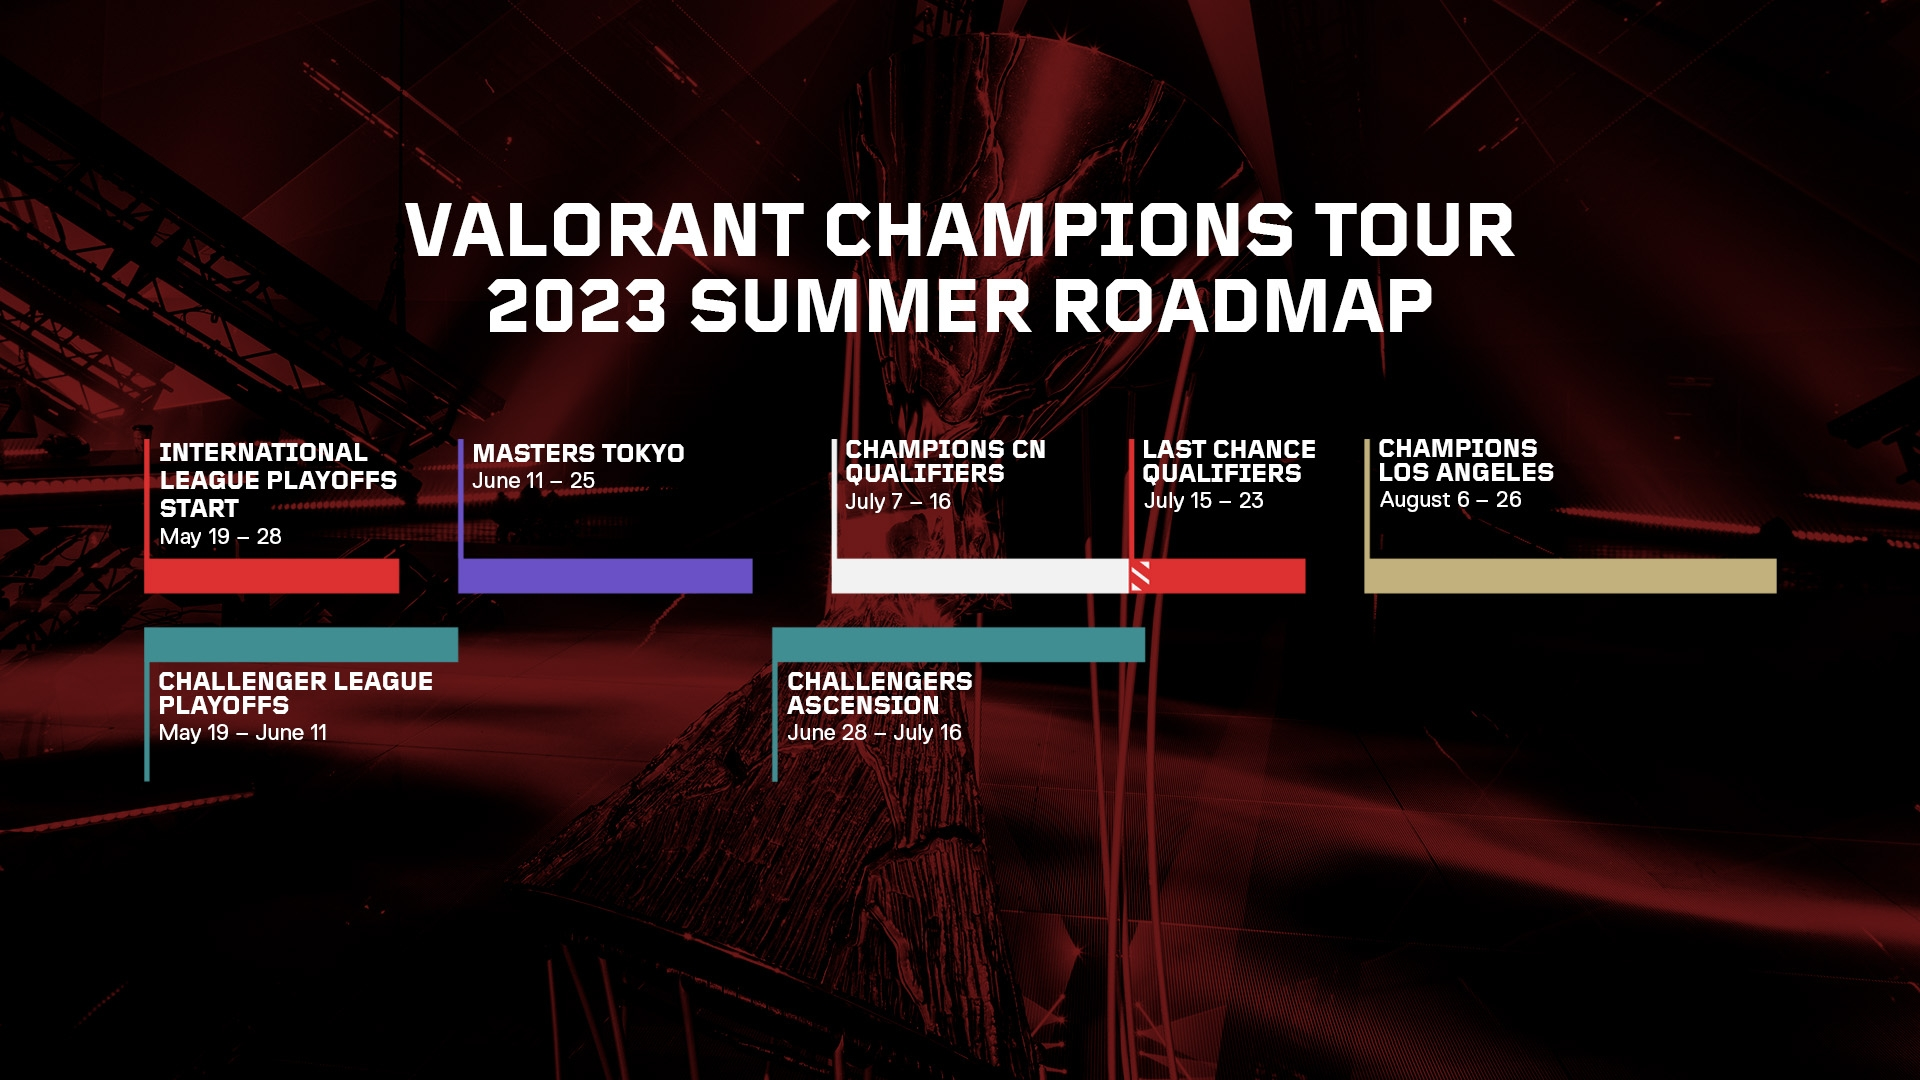 VALORANT CHAMPIONS TOUR
2023 SUMMER ROADMAP
INTERNATIONAL
LEAGUE PLAYOFFS
START
May 19 – 28
MASTERS TOKYO
June 11 – 25
CHAMPIONS CN
QUALIFIERS
July 7 – 16
LAST CHANCE
QUALIFIERS
July 15 – 23
CHAMPIONS
LOS ANGELES
August 6 – 26
CHALLENGER LEAGUE
PLAYOFFS
May 19 – June 11
CHALLENGERS
ASCENSION
June 28 – July 16